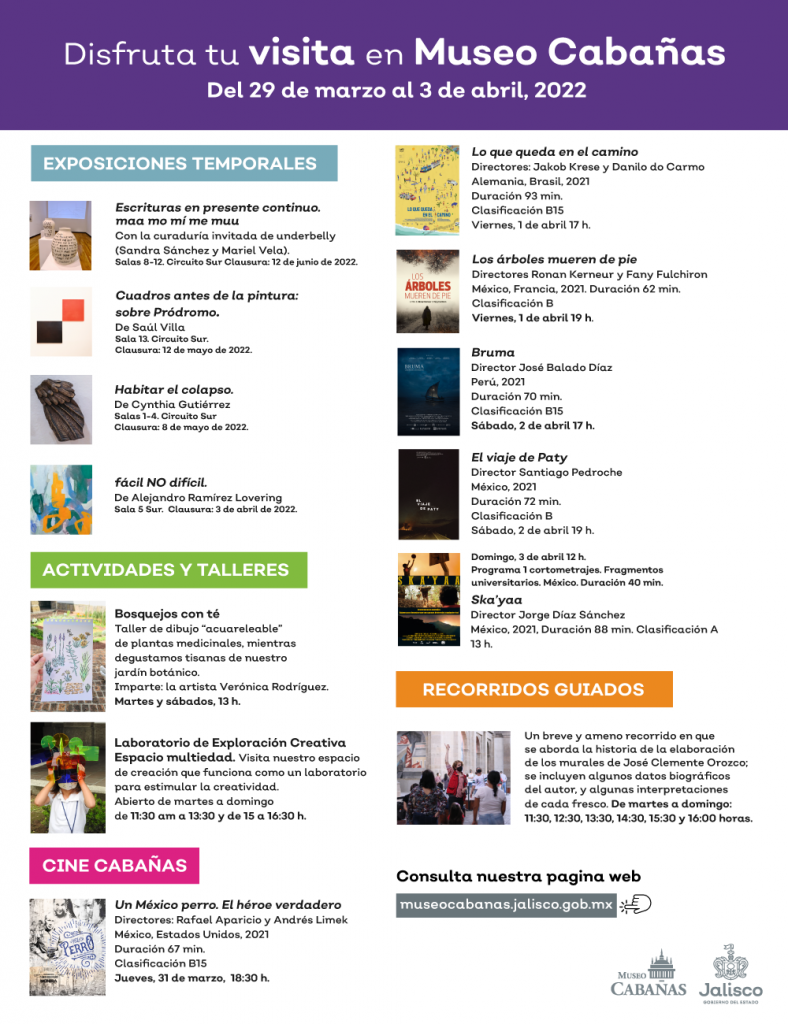 Disfruta tu visita en Museo Cabañas
Del 29 de marzo al 3 de abril, 2022
EXPOSICIONES TEMPORALES
Escrituras en presente continuo.
maa mo mí me muu
Con la curaduría invitada de underbelly
(Sandra Sánchez y Mariel Vela).
Salas 8-12. Circuito Sur Clausura: 12 de junio de 2022.
Cuadros antes de la pintura:
sobre Pródromo.
De Saúl Villa
Sala 13. Circuito Sur.
Clausura: 12 de mayo de 2022.
Habitar el colapso.
De Cynthia Gutiérrez
Salas 1-4. Circuito Sur
Clausura: 8 de mayo de 2022.
fácil NO difícil.
De Alejandro Ramírez Lovering
Sala 5 Sur. Clausura: 3 de abril de 2022.
ACTIVIDADES Y TALLERES
Bosquejos con té
Taller de dibujo “acuareleable”
de plantas medicinales, mientras
degustamos tisanas de nuestro
jardín botánico.
Imparte: la artista Verónica Rodríguez.
Martes y sábados, 13 h.
Laboratorio de Exploración Creativa
Espacio multiedad. Visita nuestro espacio
de creación que funciona como un laboratorio
para estimular la creatividad.
Abierto de martes a domingo
de 11:30 am a 13:30 y de 15 a 16:30 h.
CINE CABAÑAS
PERRO
Un México perro. El héroe verdadero
Directores: Rafael Aparicio y Andrés Limek
México, Estados Unidos, 2021
Duración 67 min.
Clasificación B15
Jueves, 31 de marzo, 18:30 h.
LO QUE QUEDA
EN EL CAMINO
Lo que queda en el camino
Directores: Jakob Krese y Danilo do Carmo
Alemania, Brasil, 2021
Duración 93 min.
Clasificación B15
Viernes, 1 de abril 17 h.
LOS
ÁRBOLES
MUEREN DE PIE
Los árboles mueren de pie
Directores Ronan Kerneur y Fany Fulchiron
México, Francia, 2021. Duración 62 min.
Clasificación B
Viernes, 1 de abril 19 h.
BRUMA
Bruma
Director José Balado Díaz
Perú, 2021
Duración 70 min.
Clasificación B15
Sábado, 2 de abril 17 h.
EL
VIAJE
DE PATY
El viaje de Paty
Director Santiago Pedroche
México, 2021
Duración 72 min.
Clasificación B
Sábado, 2 de abril 19 h.
SKA'YAA
Domingo, 3 de abril 12 h.
Programa 1 cortometrajes. Fragmentos
universitarios. México. Duración 40 min.
Ska’yaa
Director Jorge Díaz Sánchez
México, 2021, Duración 88 min. Clasificación A
13 h.
RECORRIDOS GUIADOS
Un breve y ameno recorrido en que
se aborda la historia de la elaboración
de los murales de José Clemente Orozco;
se incluyen algunos datos biográficos
del autor, y algunas interpretaciones
de cada fresco. De martes a domingo:
11:30, 12:30, 13:30, 14:30, 15:30 y 16:00 horas.
Consulta nuestra pagina web
museocabanas.jalisco.gob.mx
MUSEO
CABAÑAS
Jalisco
GOBIERNO DEL ESTADO